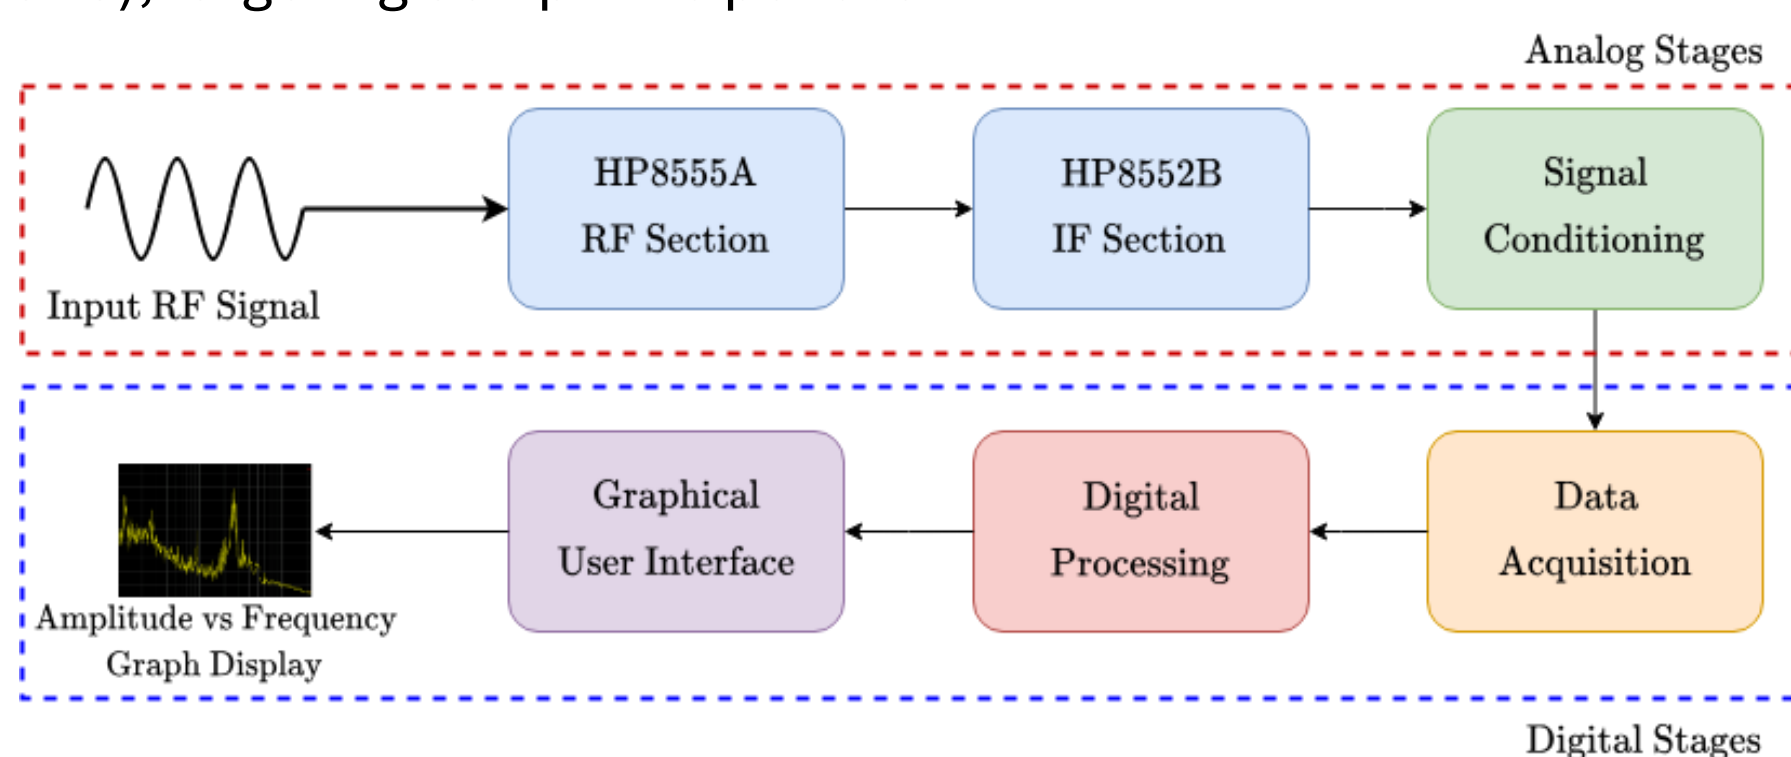 Analog Stages
HP8555A
RF Section
HP8552B
IF Section
Signal
Conditioning
Input RF Signal
Graphical
User Interface
Digital
Processing
Data
Acquisition
Amplitude vs Frequency
Graph Display
Digital Stages